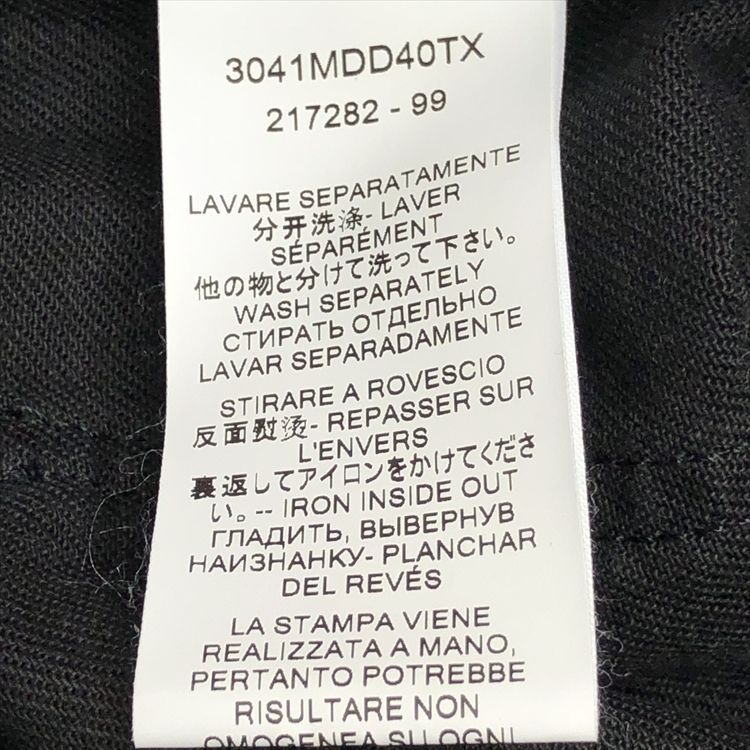 3041MDD40TX
217282 - 99
LAVARE SEPARATAMENTE
分开洗涤- LAVER
SÉPARÉMENT
他の物と分けて洗って下さい。
WASH SEPARATELY
СТИРАТЬ ОТДЕЛЬНО
LAVAR SEPARADAMENTE
STIRARE A ROVESCIO
反面熨烫- REPASSER SUR
L'ENVERS
裏返してアイロンをかけてくださ
い。-- IRON INSIDE OUT
ГЛАДИТЬ, ВЫВЕРНУВ
НАИЗНАНКУ- PLANCHAR
DEL REVÉS
LA STAMPA VIENE
REALIZZATA A MANO,
PERTANTO POTREBBE
RISULTARE NON
OMOGENEA SU OGNI